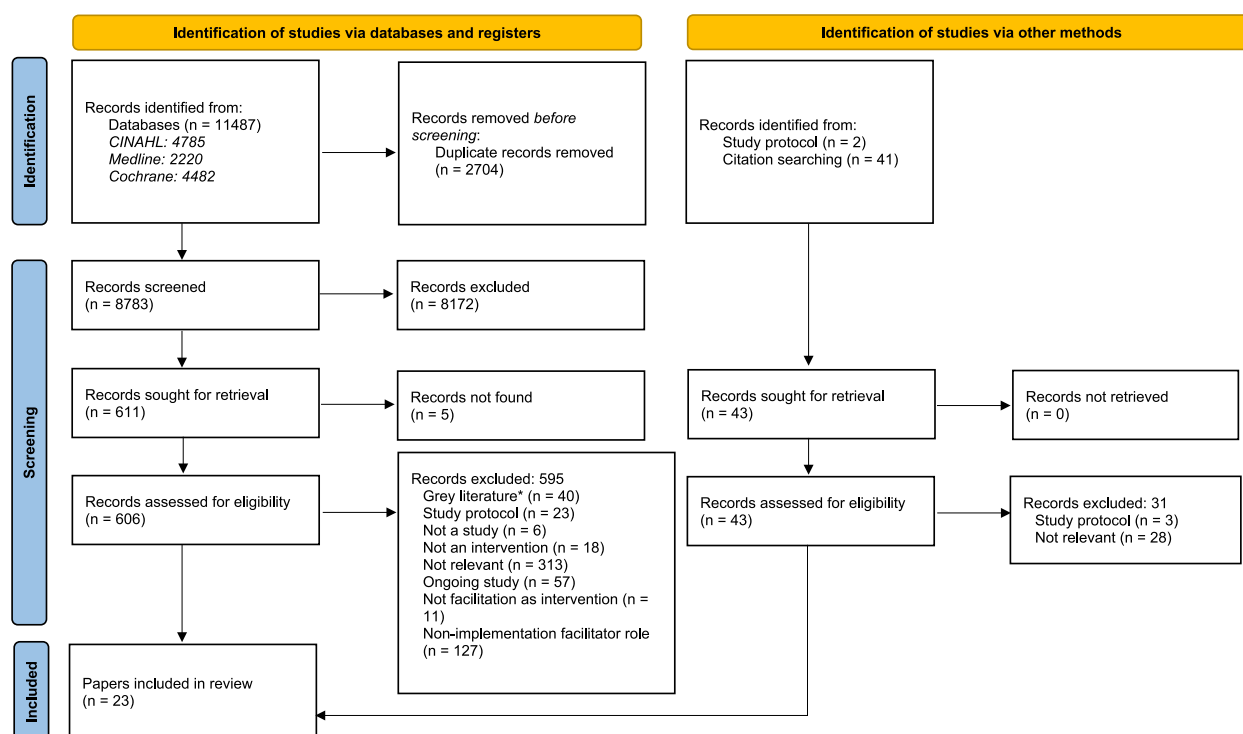 Identification of studies via databases and registers
Identification of studies via other methods
Identification
Records identified from:
Databases (n = 11487)
CINAHL: 4785
Medline: 2220
Cochrane: 4482
Records removed before
screening:
Duplicate records removed
(n = 2704)
Records identified from:
Study protocol (n = 2)
Citation searching (n = 41)
Screening
Records screened
(n = 8783)
Records excluded
(n = 8172)
Records sought for retrieval
(n = 611)
Records not found
(n = 5)
Records sought for retrieval
(n = 43)
Records not retrieved
(n = 0)
Records assessed for eligibility
(n = 606)
Records excluded: 595
Grey literature* (n = 40)
Study protocol (n = 23)
Not a study (n = 6)
Not an intervention (n = 18)
Not relevant (n = 313)
Ongoing study (n = 57)
Not facilitation as intervention (n =
11)
Non-implementation facilitator role
(n = 127)
Records assessed for eligibility
(n = 43)
Records excluded: 31
Study protocol (n = 3)
Not relevant (n = 28)
Included
Papers included in review
(n = 23)